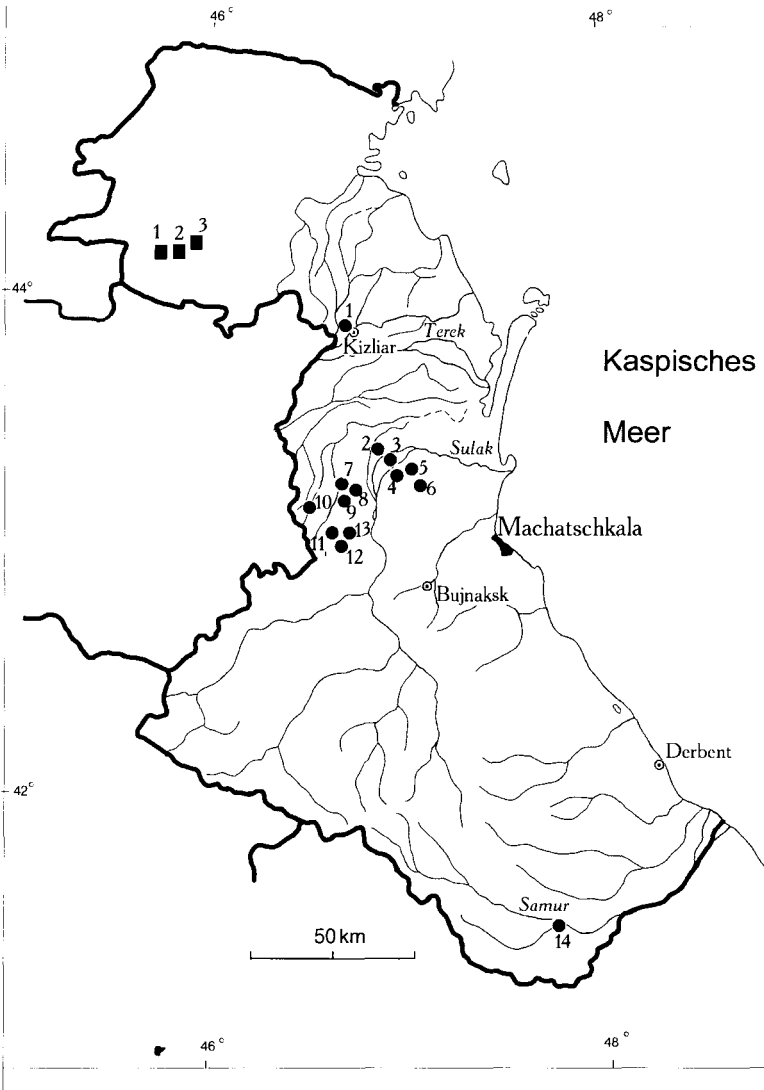 46°
48°
1 2 3
44°
1
Kizliar
Terek
Kaspisches
Meer
2
3
Sulak
4
5
6
7
8
9
10
11
12
13
Machatschkala
Bujnaksk
Derbent
42°
Samur
14
50 km
46°
48°